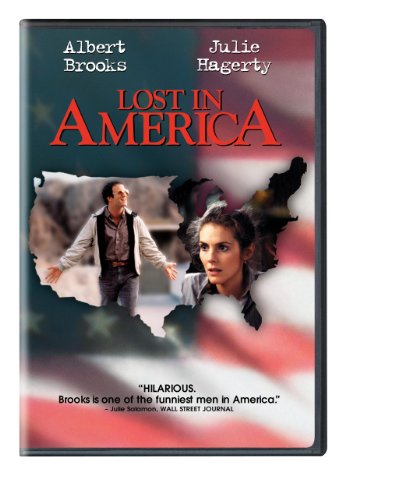 Albert Brooks
Julie Hagerty
LOST IN
AMERICA
"HILARIOUS.
Brooks is one of the funniest men in America."
– Julie Salamon, WALL STREET JOURNAL